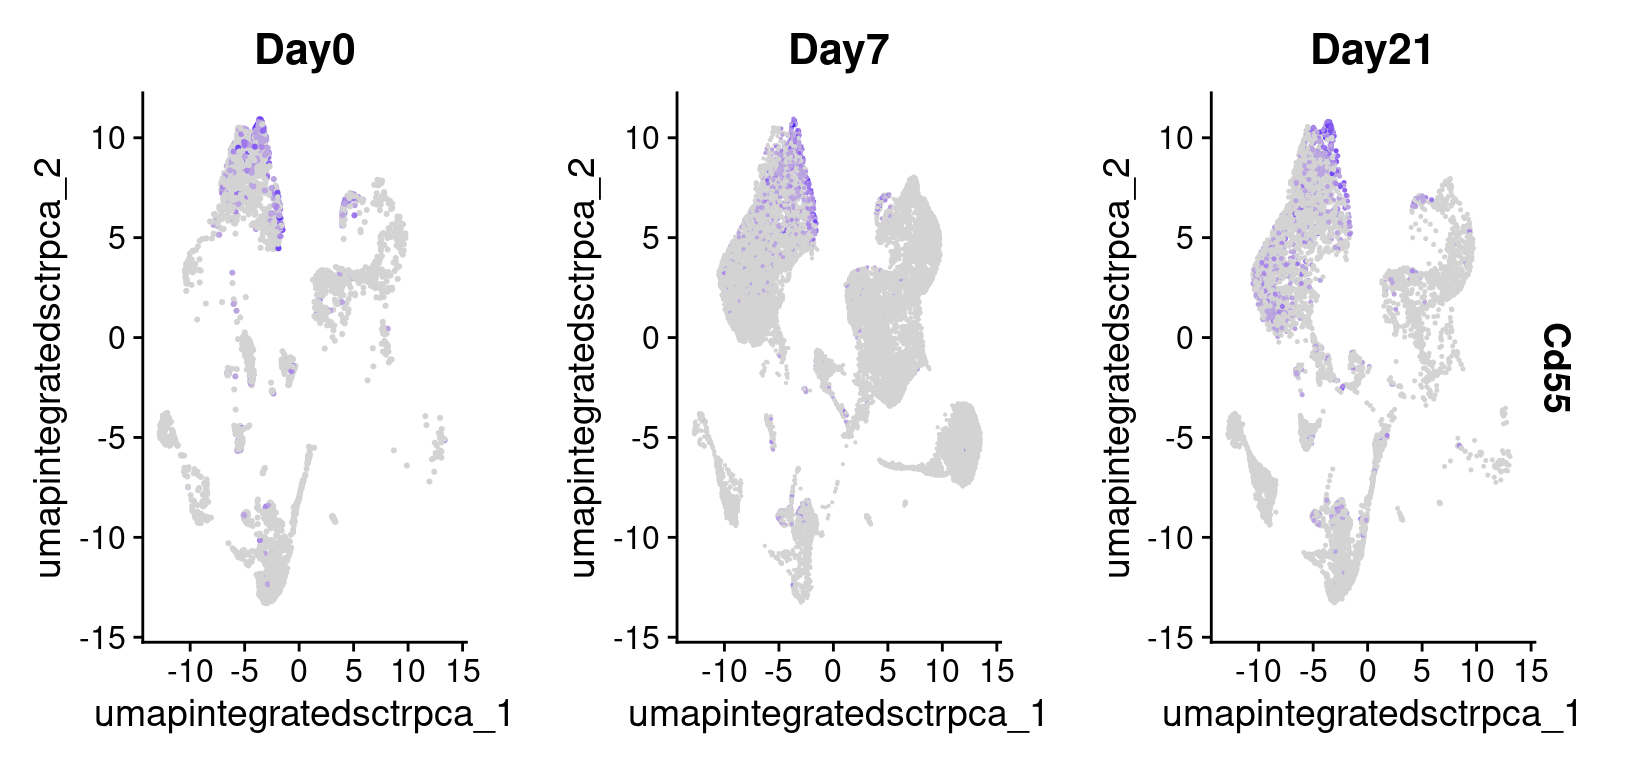 Day0
Day7
Day21
10
5
0
-5
-10
-15
-10 -5 0 5 10 15
umapintegratedsctrpca_1
umapintegratedsctrpca_2
10
5
0
-5
-10
-15
-10 -5 0 5 10 15
umapintegratedsctrpca_1
umapintegratedsctrpca_2
10
5
0
-5
-10
-15
-10 -5 0 5 10 15
umapintegratedsctrpca_1
umapintegratedsctrpca_2
Cd55